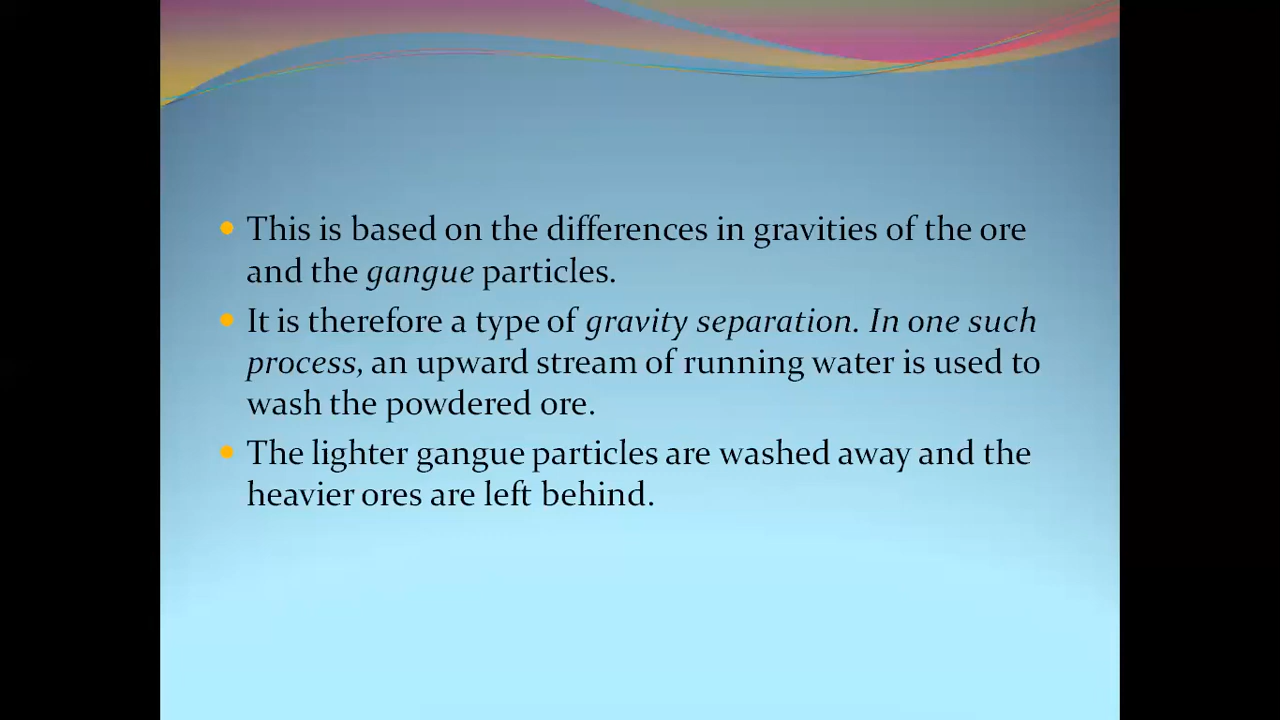 This is based on the differences in gravities of the ore
and the gangue particles.
It is therefore a type of gravity separation. In one such
process, an upward stream of running water is used to
wash the powdered ore.
The lighter gangue particles are washed away and the
heavier ores are left behind.